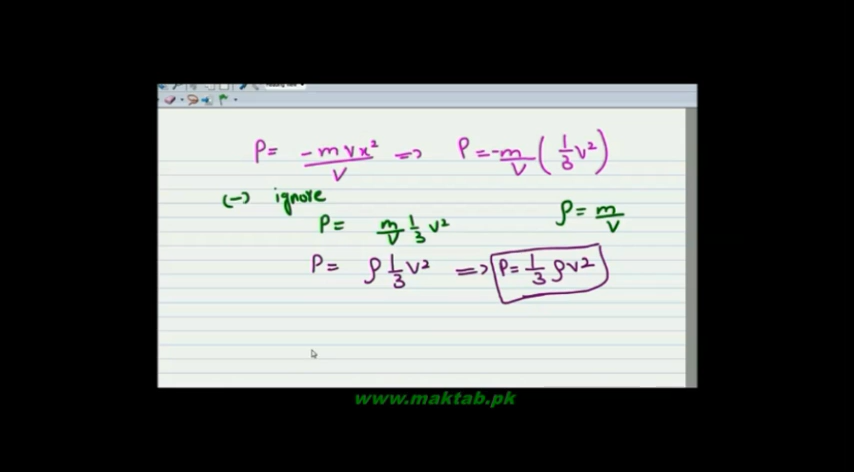 P = -mvx²/V ⇒ P = -m/V (1/3 v²)
(-) ignore
P = m/V 1/3 v² ρ = m/V
P = ρ 1/3 v² ⇒ P = 1/3 ρv²
www.maktab.pk